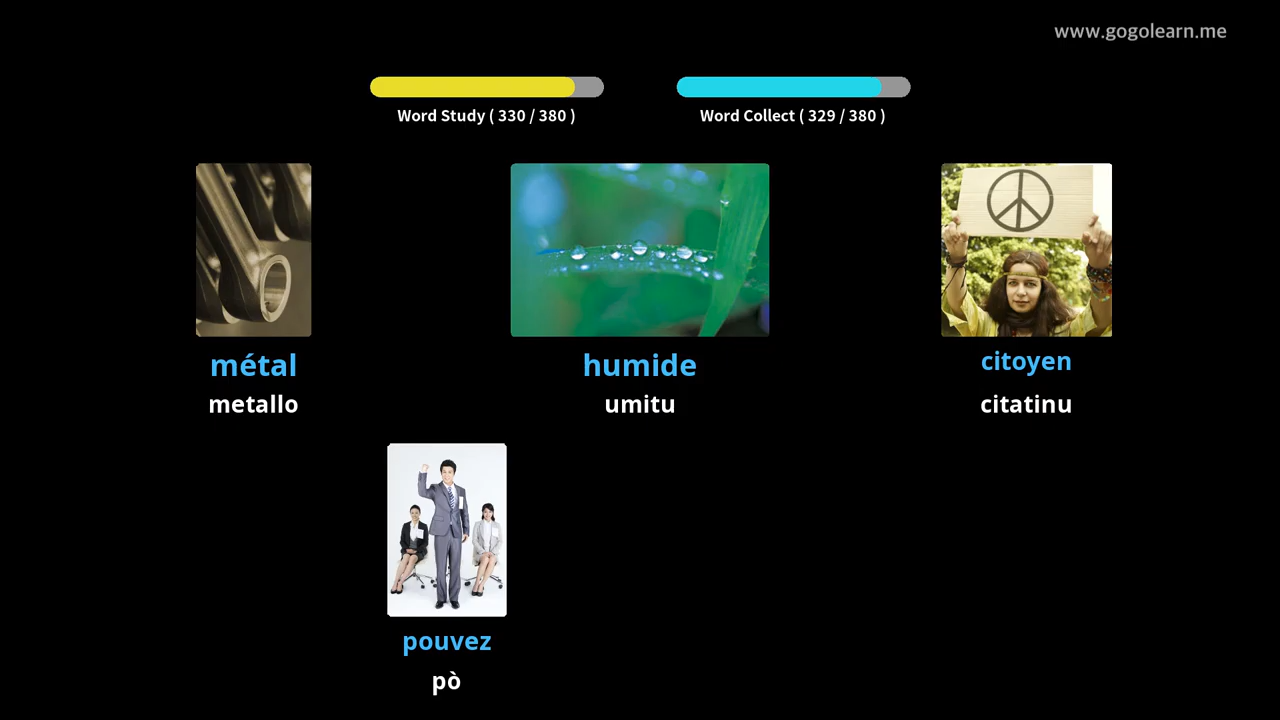 www.gogolearn.me
Word Study ( 330 / 380 )
Word Collect ( 329 / 380 )
métal
metallo
humide
umitu
citoyen
citatinu
pouvez
pò